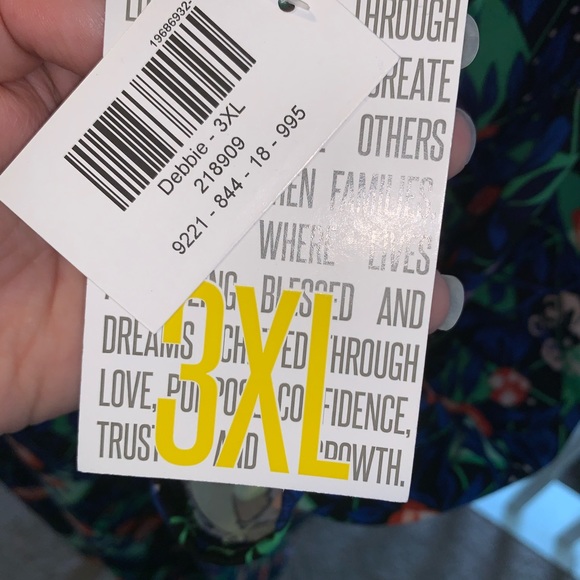 19686932-
Debbie - 3XL
218909
9221 - 844 - 18 - 995
THROUGH
CREATE
OTHERS
FAMILIES
WHERE LIVES
BLESSED AND
DREAMS THROUGH
LOVE,
TRUST AND GROWTH.
3XL